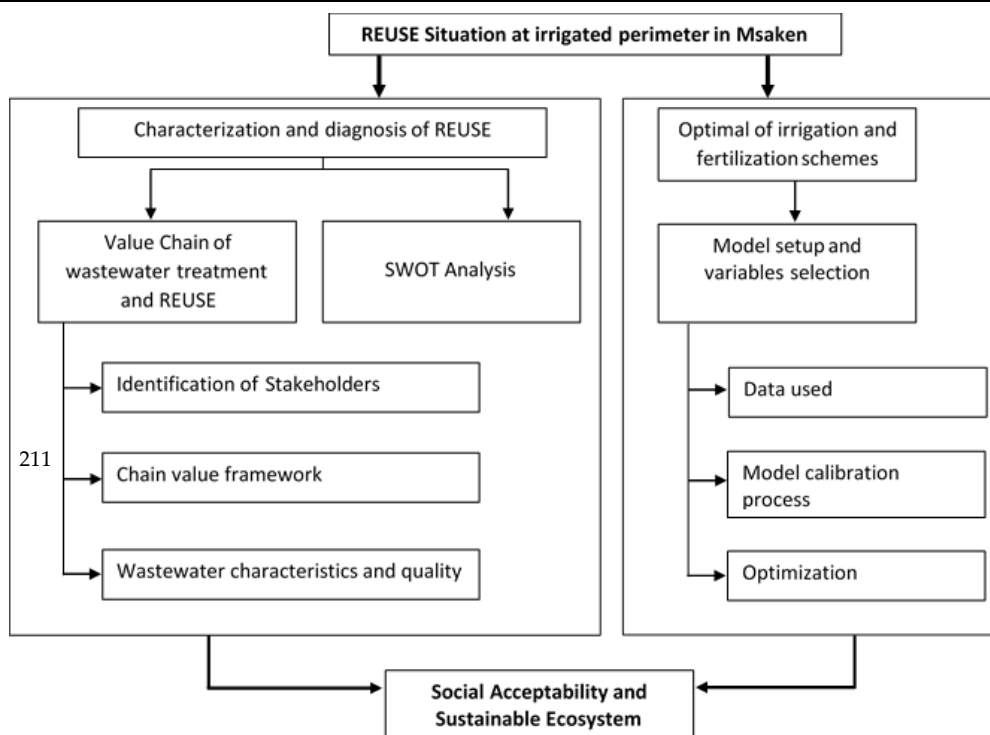 REUSE Situation at irrigated perimeter in Msaken
Characterization and diagnosis of REUSE
Value Chain of
wastewater treatment
and REUSE
SWOT Analysis
Identification of Stakeholders
211
Chain value framework
Wastewater characteristics and quality
Optimal of irrigation and
fertilization schemes
Model setup and
variables selection
Data used
Model calibration
process
Optimization
Social Acceptability and
Sustainable Ecosystem